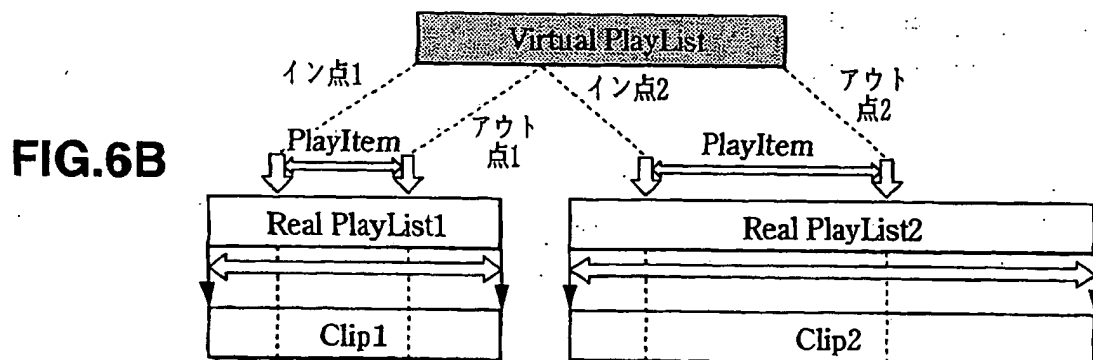 Virtual PlayList
イン点1
イン点2
アウト
点2
FIG.6B
PlayItem
アウト
点1
PlayItem
Real PlayList1
Real PlayList2
Clip1
Clip2